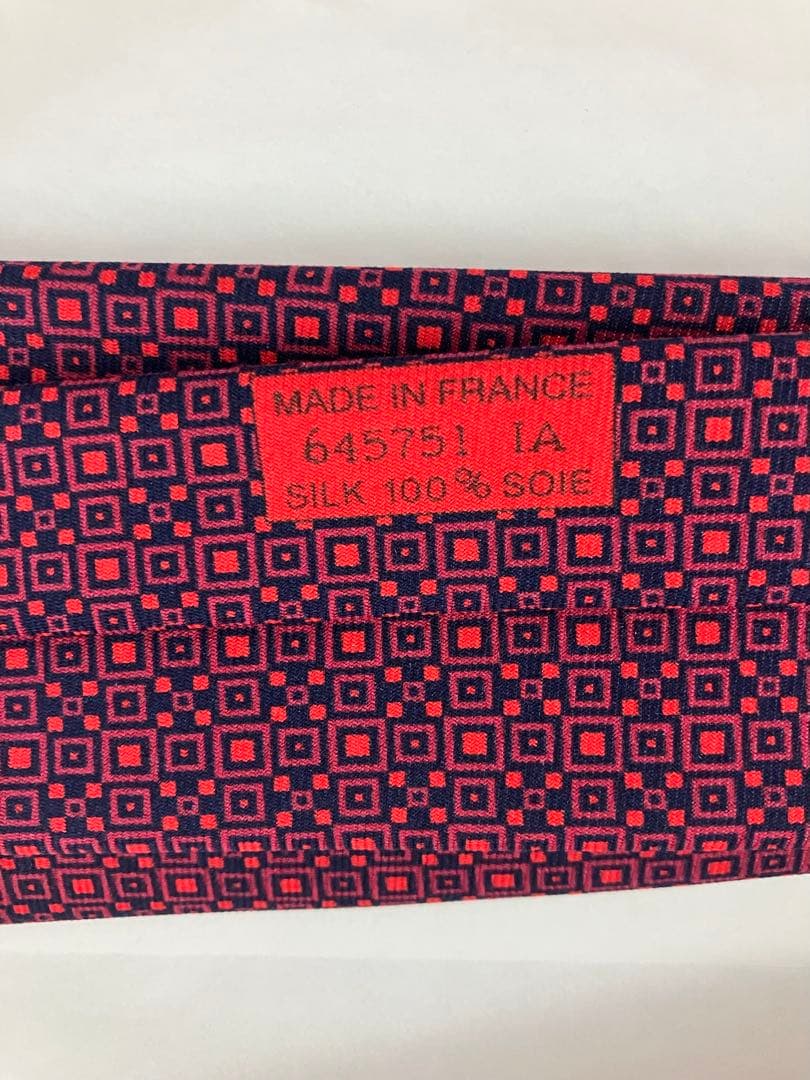 MADE IN FRANCE
645751 IA
SILK 100% SOIE